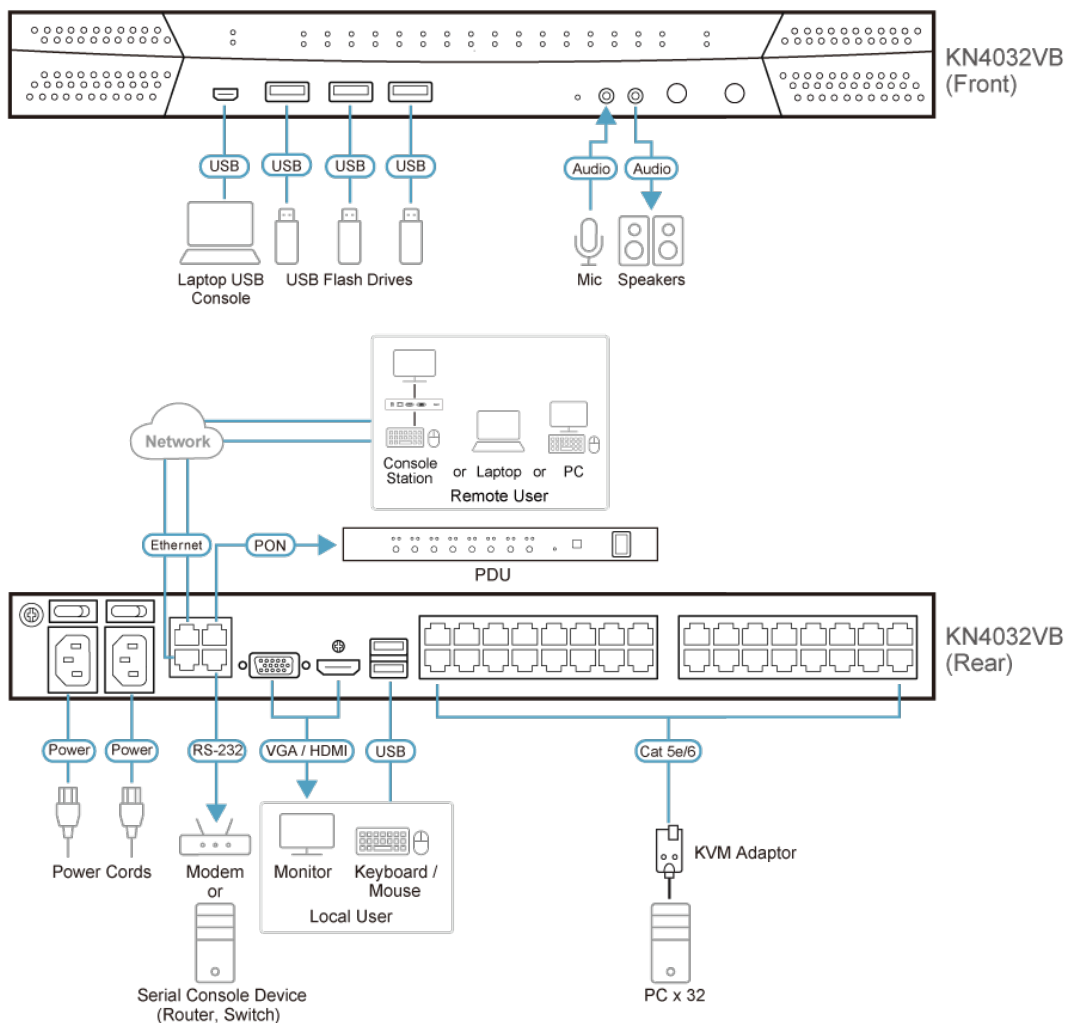 KN4032VB
(Front)
USB
USB
USB
USB
Audio
Audio
Laptop USB
Console
USB Flash Drives
Mic
Speakers
Network
Console
Station
or
Laptop
or
PC
Remote User
Ethernet
PON
PDU
KN4032VB
(Rear)
Power
Power
RS-232
VGA / HDMI
USB
Cat 5e/6
Power Cords
Modem
or
Monitor
Keyboard /
Mouse
Local User
KVM Adaptor
Serial Console Device
(Router, Switch)
PC x 32